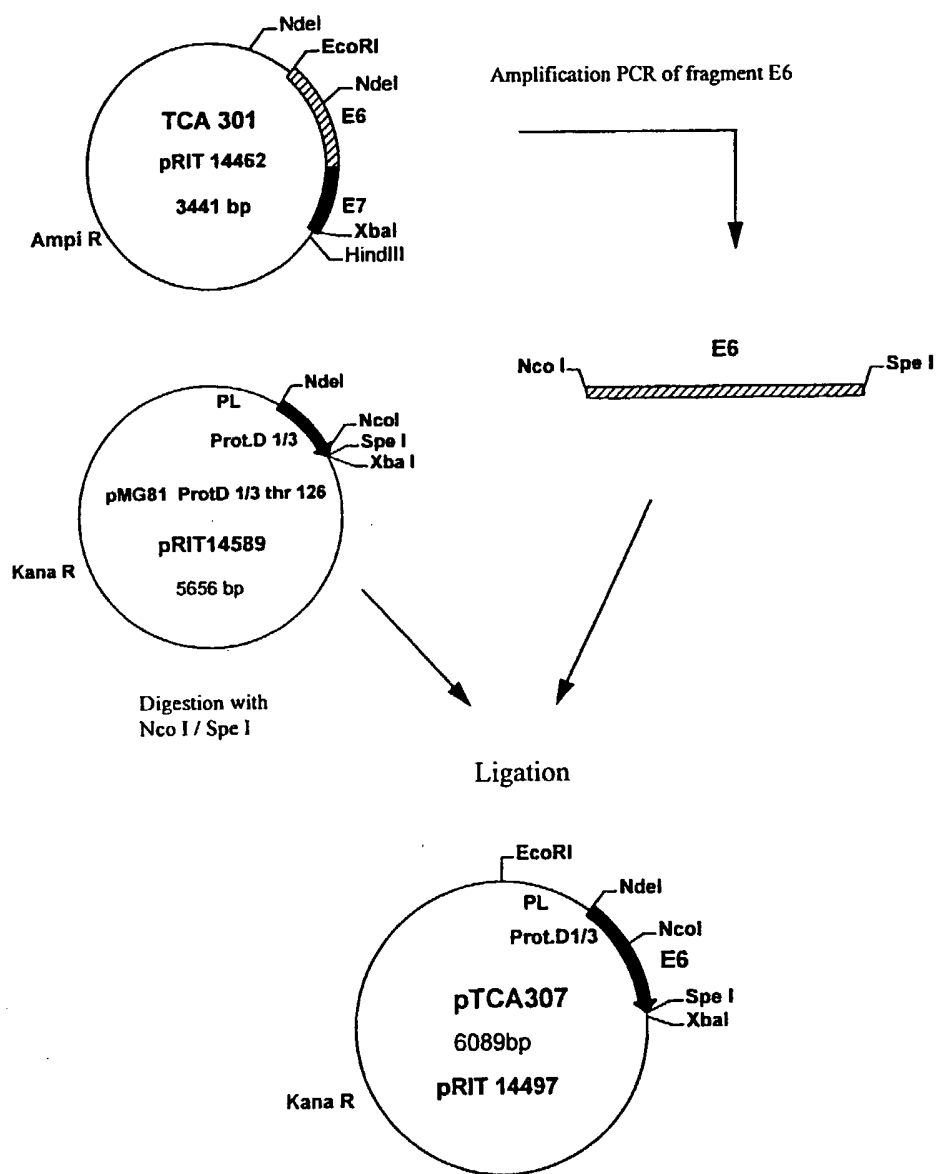 NdeI
EcoRI
NdeI
E6
TCA 301
pRIT 14462
3441 bp
E7
XbaI
HindIII
Ampi R
Amplification PCR of fragment E6
E6
Nco I
Spe I
NdeI
PL
NcoI
Prot.D 1/3
Spe I
Xba I
pMG81 ProtD 1/3 thr 126
pRIT14589
Kana R
5656 bp
Digestion with
Nco I / Spe I
Ligation
EcoRI
NdeI
PL
NcoI
Prot.D1/3
E6
pTCA307
Spe I
XbaI
6089bp
pRIT 14497
Kana R